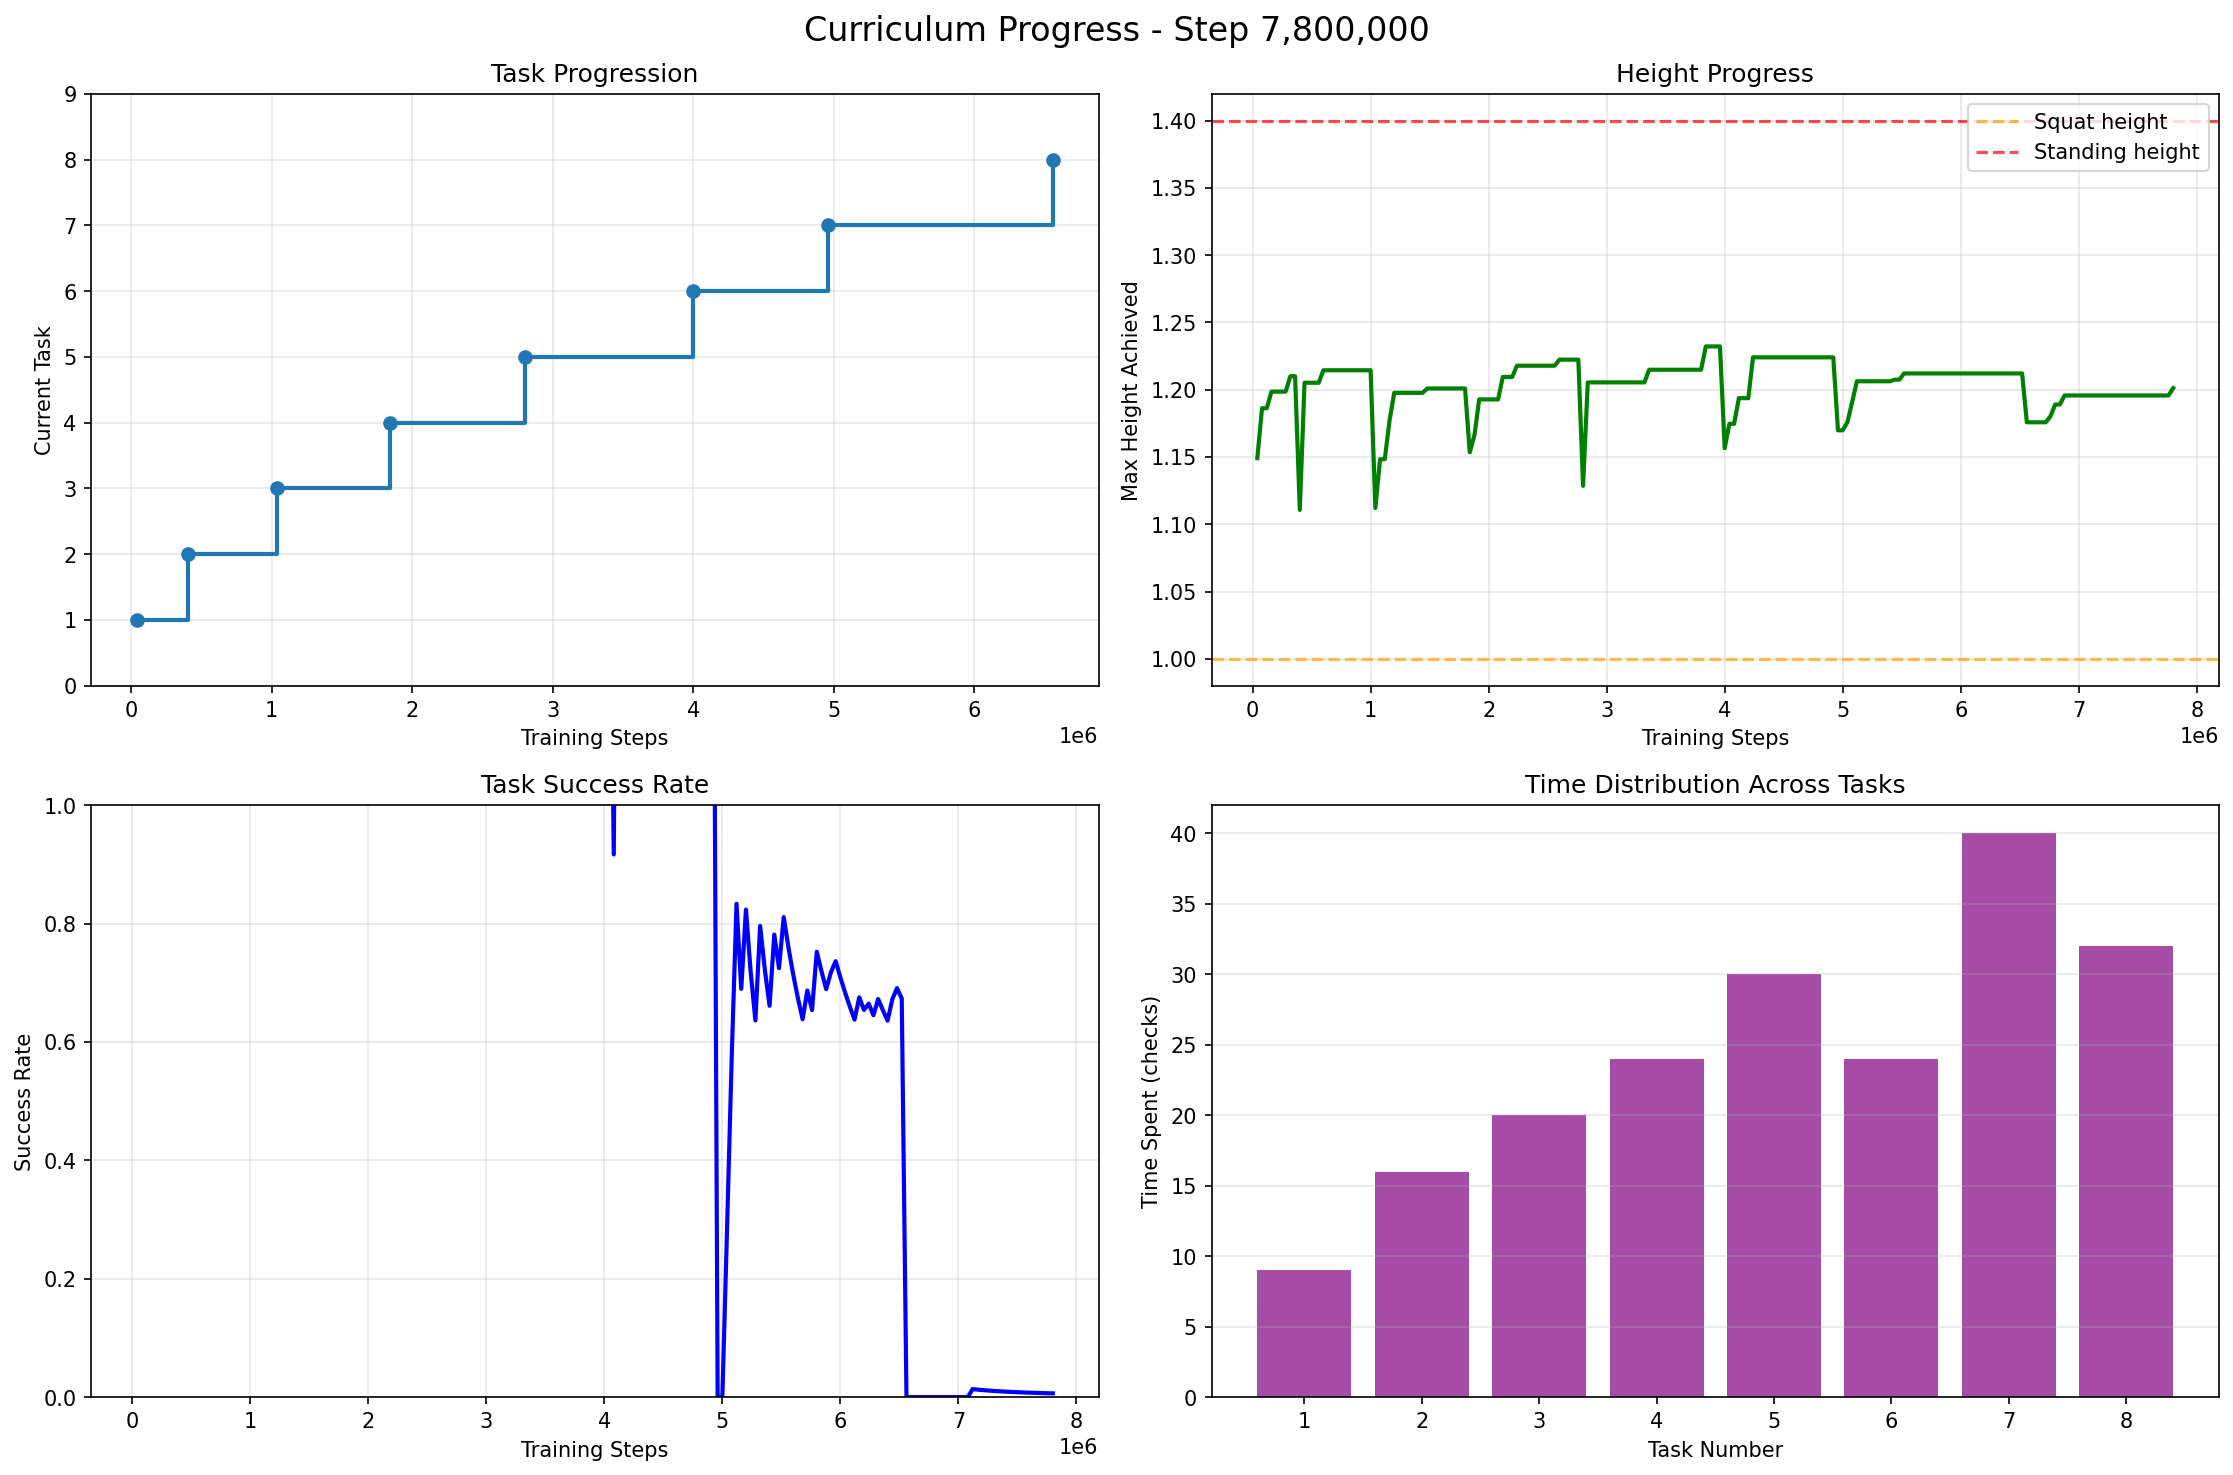 Curriculum Progress - Step 7,800,000
Task Progression
9
8
7
6
5
4
3
2
1
0
Current Task
0 1 2 3 4 5 6
1e6
Training Steps
Height Progress
1.40
1.35
1.30
1.25
1.20
1.15
1.10
1.05
1.00
Max Height Achieved
Squat height
Standing height
0 1 2 3 4 5 6 7 8
1e6
Training Steps
Task Success Rate
1.0
0.8
0.6
0.4
0.2
0.0
Success Rate
0 1 2 3 4 5 6 7 8
1e6
Training Steps
Time Distribution Across Tasks
40
35
30
25
20
15
10
5
0
Time Spent (checks)
1 2 3 4 5 6 7 8
Task Number